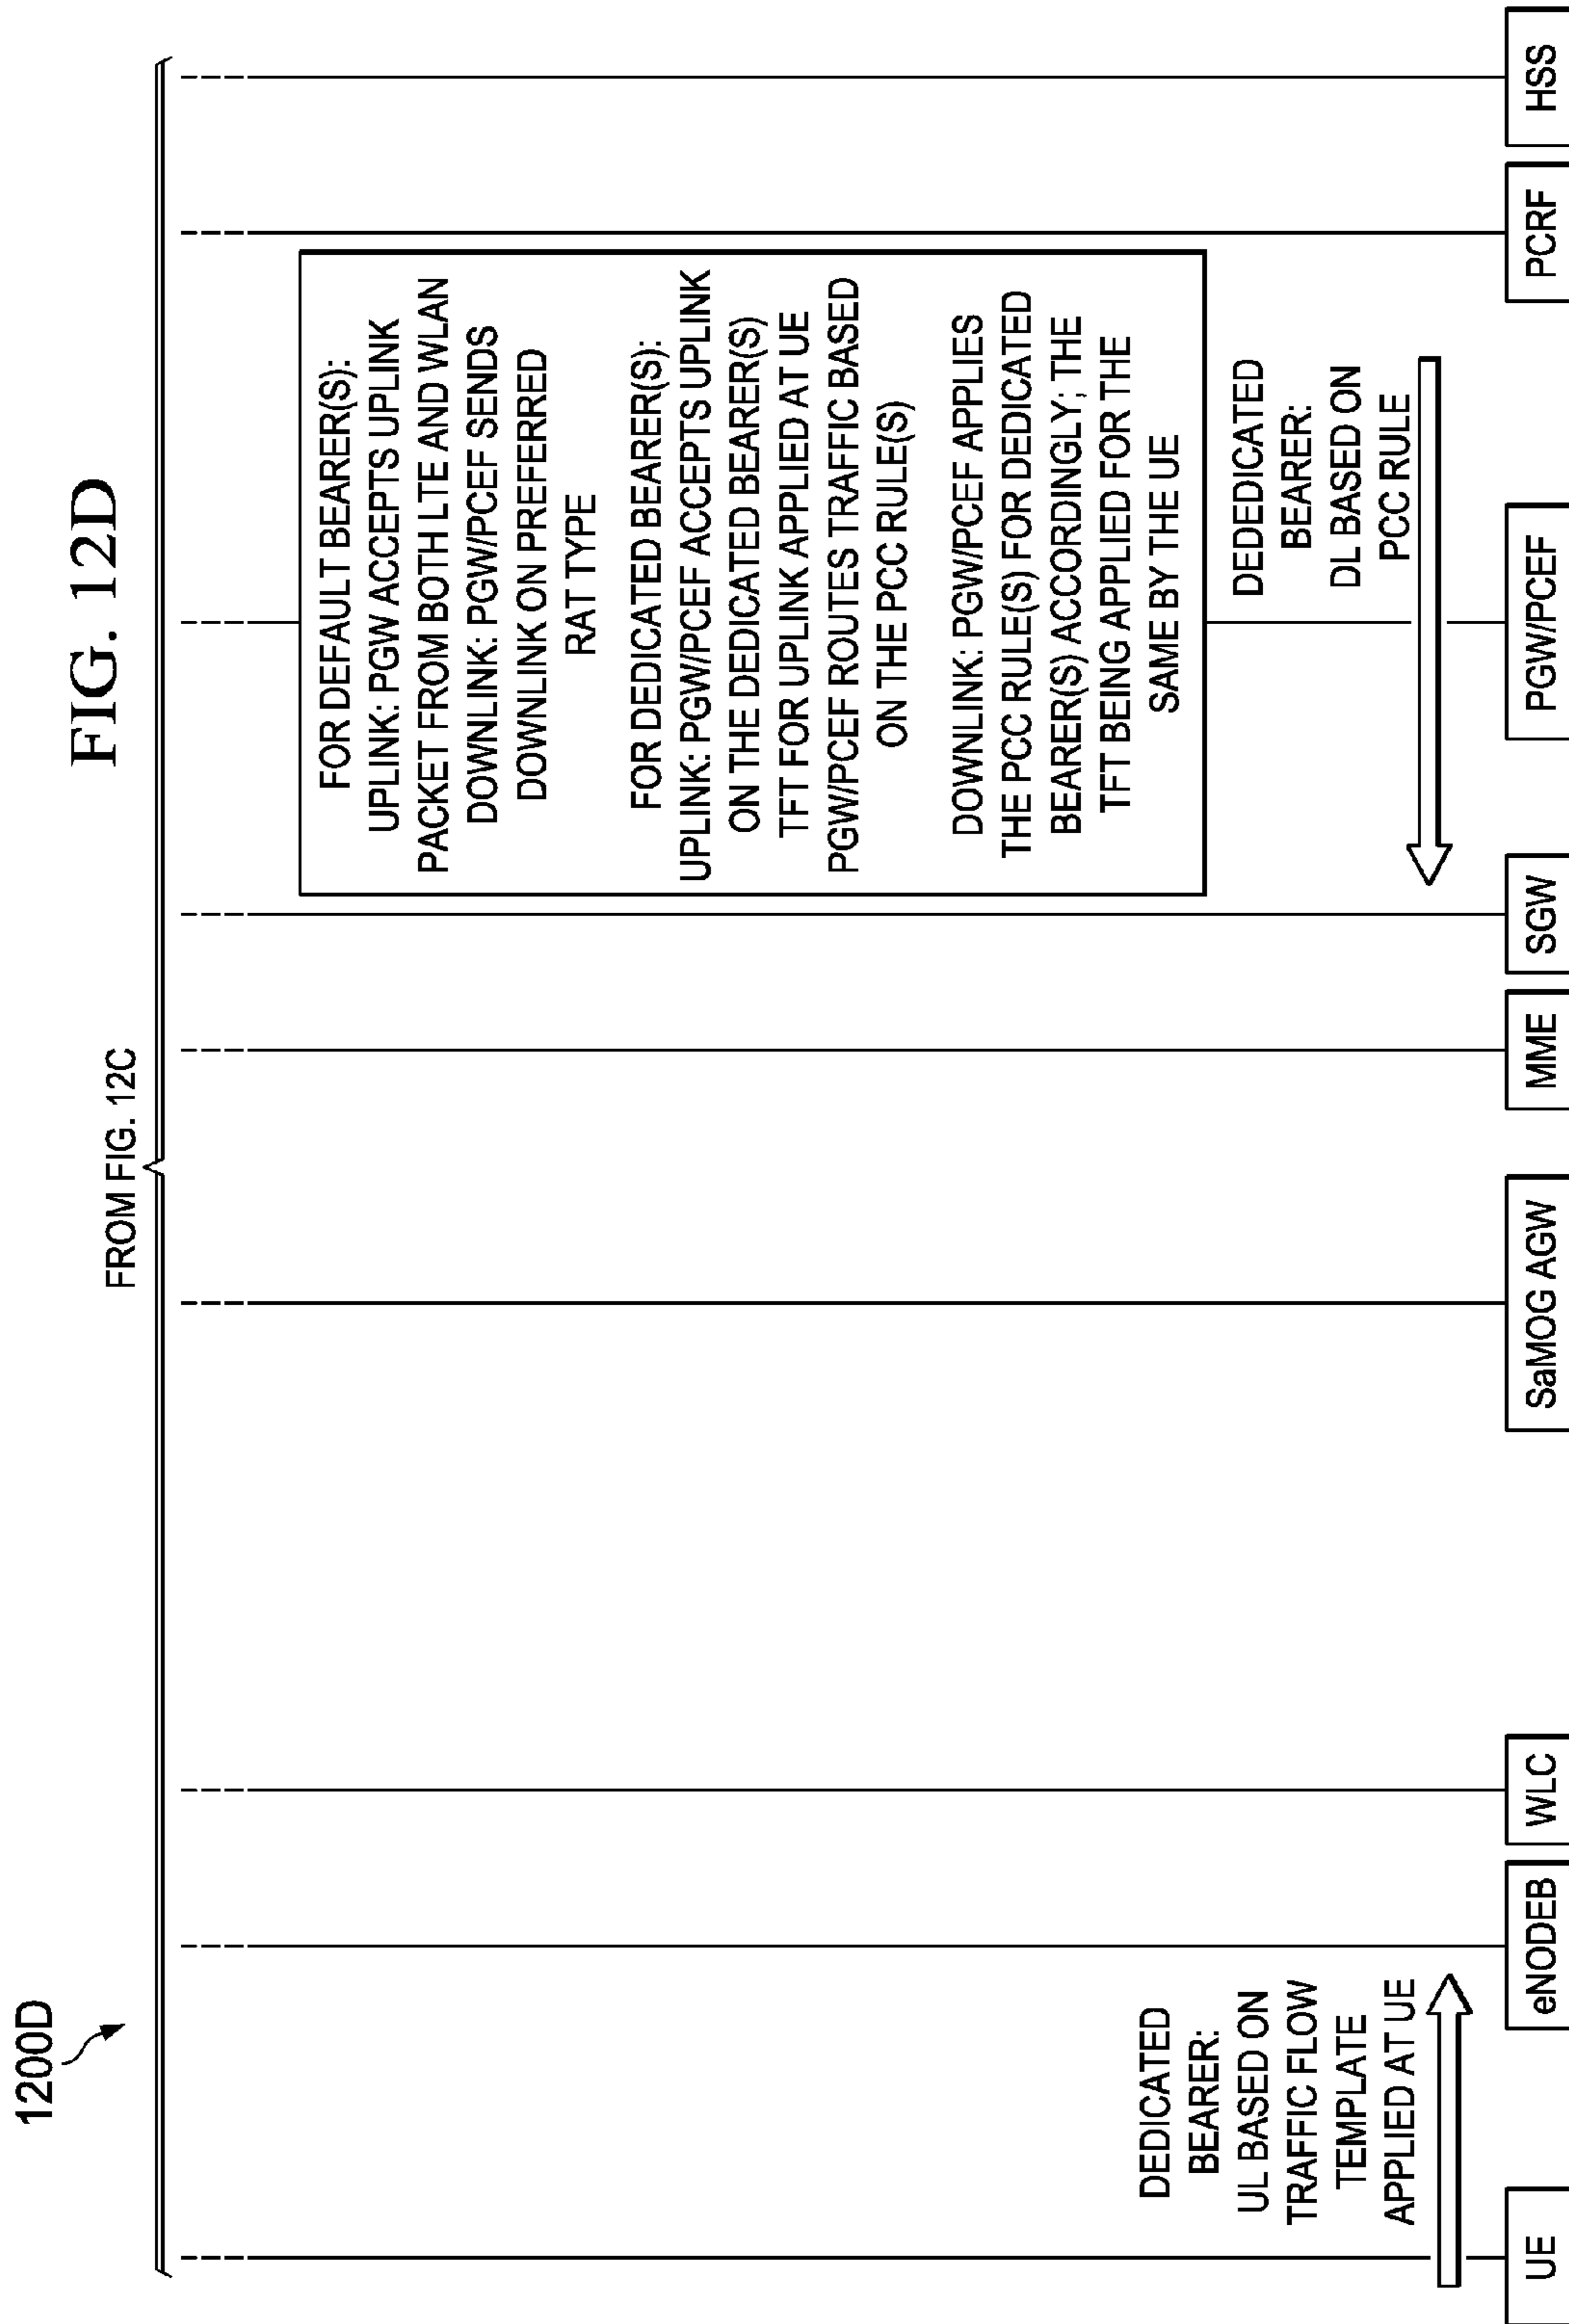 1200D
FROM FIG. 12C
FIG. 12D
FOR DEFAULT BEARER(S):
UPLINK: PGW ACCEPTS UPLINK
PACKET FROM BOTH LTE AND WLAN
DOWNLINK: PGW/PCEF SENDS
DOWNLINK ON PREFERRED
RAT TYPE
FOR DEDICATED BEARER(S):
UPLINK: PGW/PCEF ACCEPTS UPLINK
ON THE DEDICATED BEARER(S)
TFT FOR UPLINK APPLIED AT UE
PGW/PCEF ROUTES TRAFFIC BASED
ON THE PCC RULE(S)
DOWNLINK: PGW/PCEF APPLIES
THE PCC RULE(S) FOR DEDICATED
BEARER(S) ACCORDINGLY; THE
TFT BEING APPLIED FOR THE
SAME BY THE UE
DEDEDICATED
BEARER:
DL BASED ON
PCC RULE
DEDICATED
BEARER:
UL BASED ON
TRAFFIC FLOW
TEMPLATE
APPLIED AT UE
UE
eNODEB
WLC
SaMOG AGW
MME
SGW
PGW/PCEF
PCRF
HSS